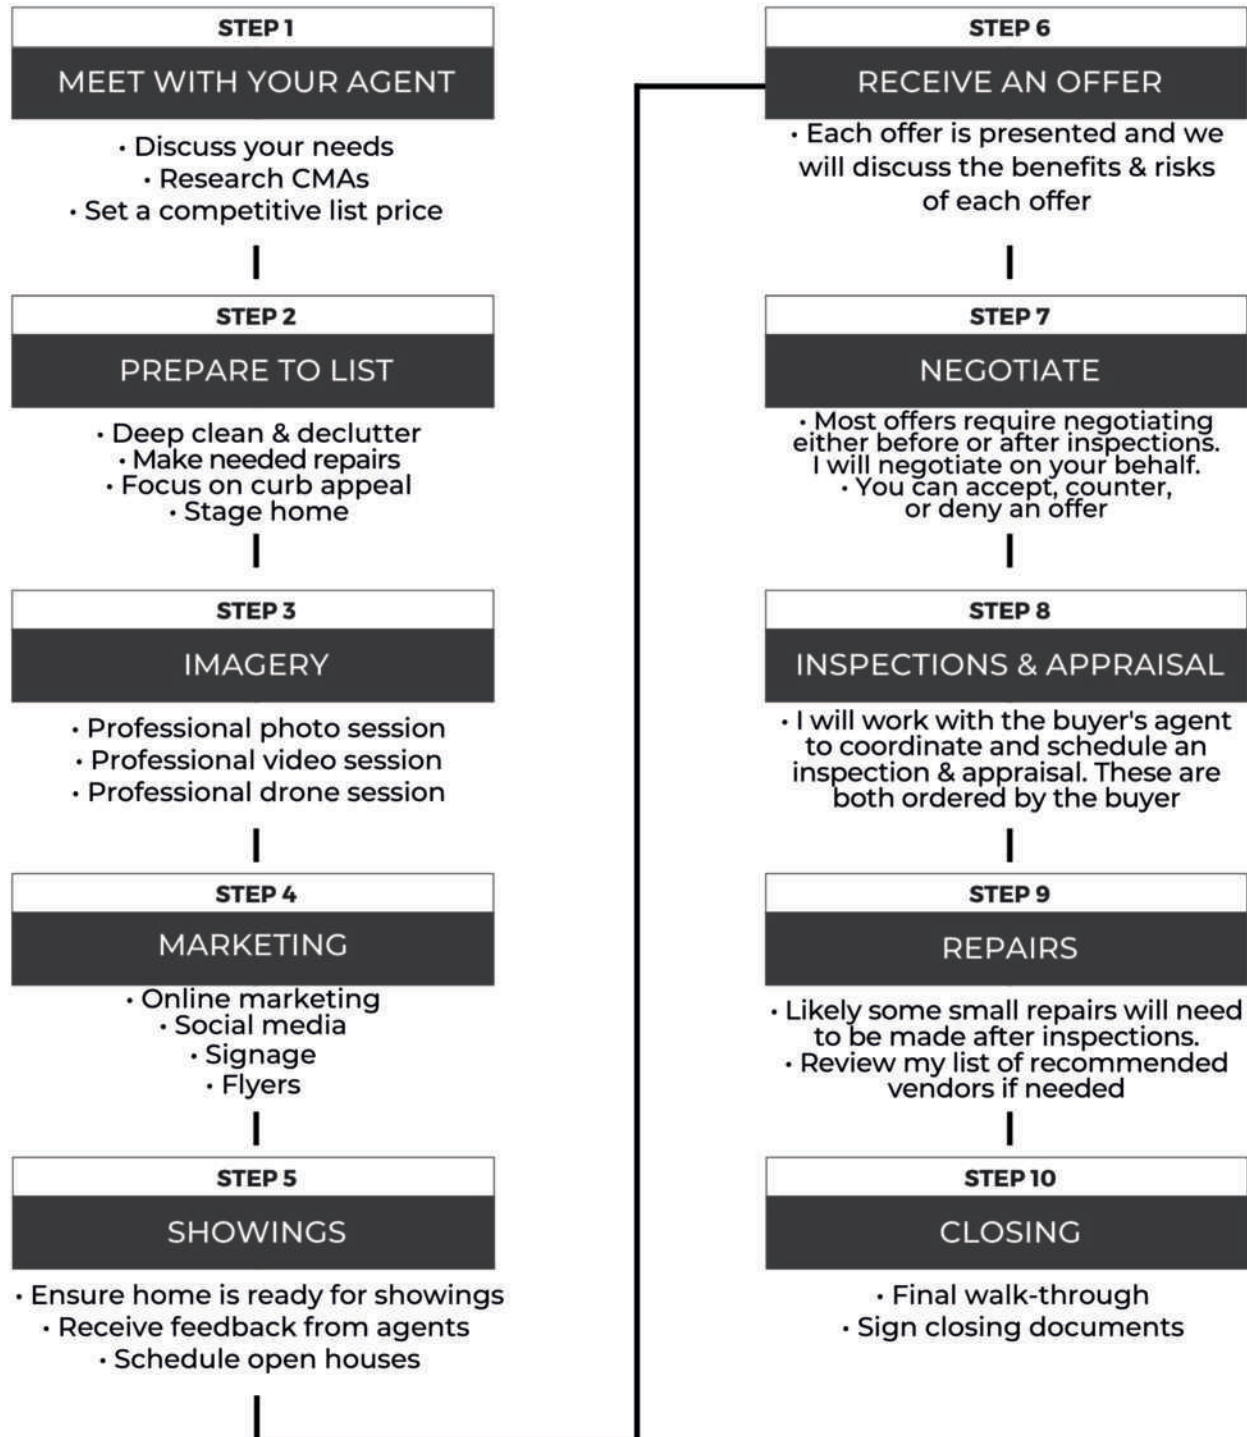 STEP 1
MEET WITH YOUR AGENT
• Discuss your needs
• Research CMAs
• Set a competitive list price
STEP 2
PREPARE TO LIST
• Deep clean & declutter
• Make needed repairs
• Focus on curb appeal
• Stage home
STEP 3
IMAGERY
• Professional photo session
• Professional video session
• Professional drone session
STEP 4
MARKETING
• Online marketing
• Social media
• Signage
• Flyers
STEP 5
SHOWINGS
• Ensure home is ready for showings
• Receive feedback from agents
• Schedule open houses
STEP 6
RECEIVE AN OFFER
• Each offer is presented and we
will discuss the benefits & risks
of each offer
STEP 7
NEGOTIATE
• Most offers require negotiating
either before or after inspections.
I will negotiate on your behalf.
• You can accept, counter,
or deny an offer
STEP 8
INSPECTIONS & APPRAISAL
• I will work with the buyer's agent
to coordinate and schedule an
inspection & appraisal. These are
both ordered by the buyer
STEP 9
REPAIRS
• Likely some small repairs will need
to be made after inspections.
• Review my list of recommended
vendors if needed
STEP 10
CLOSING
• Final walk-through
• Sign closing documents